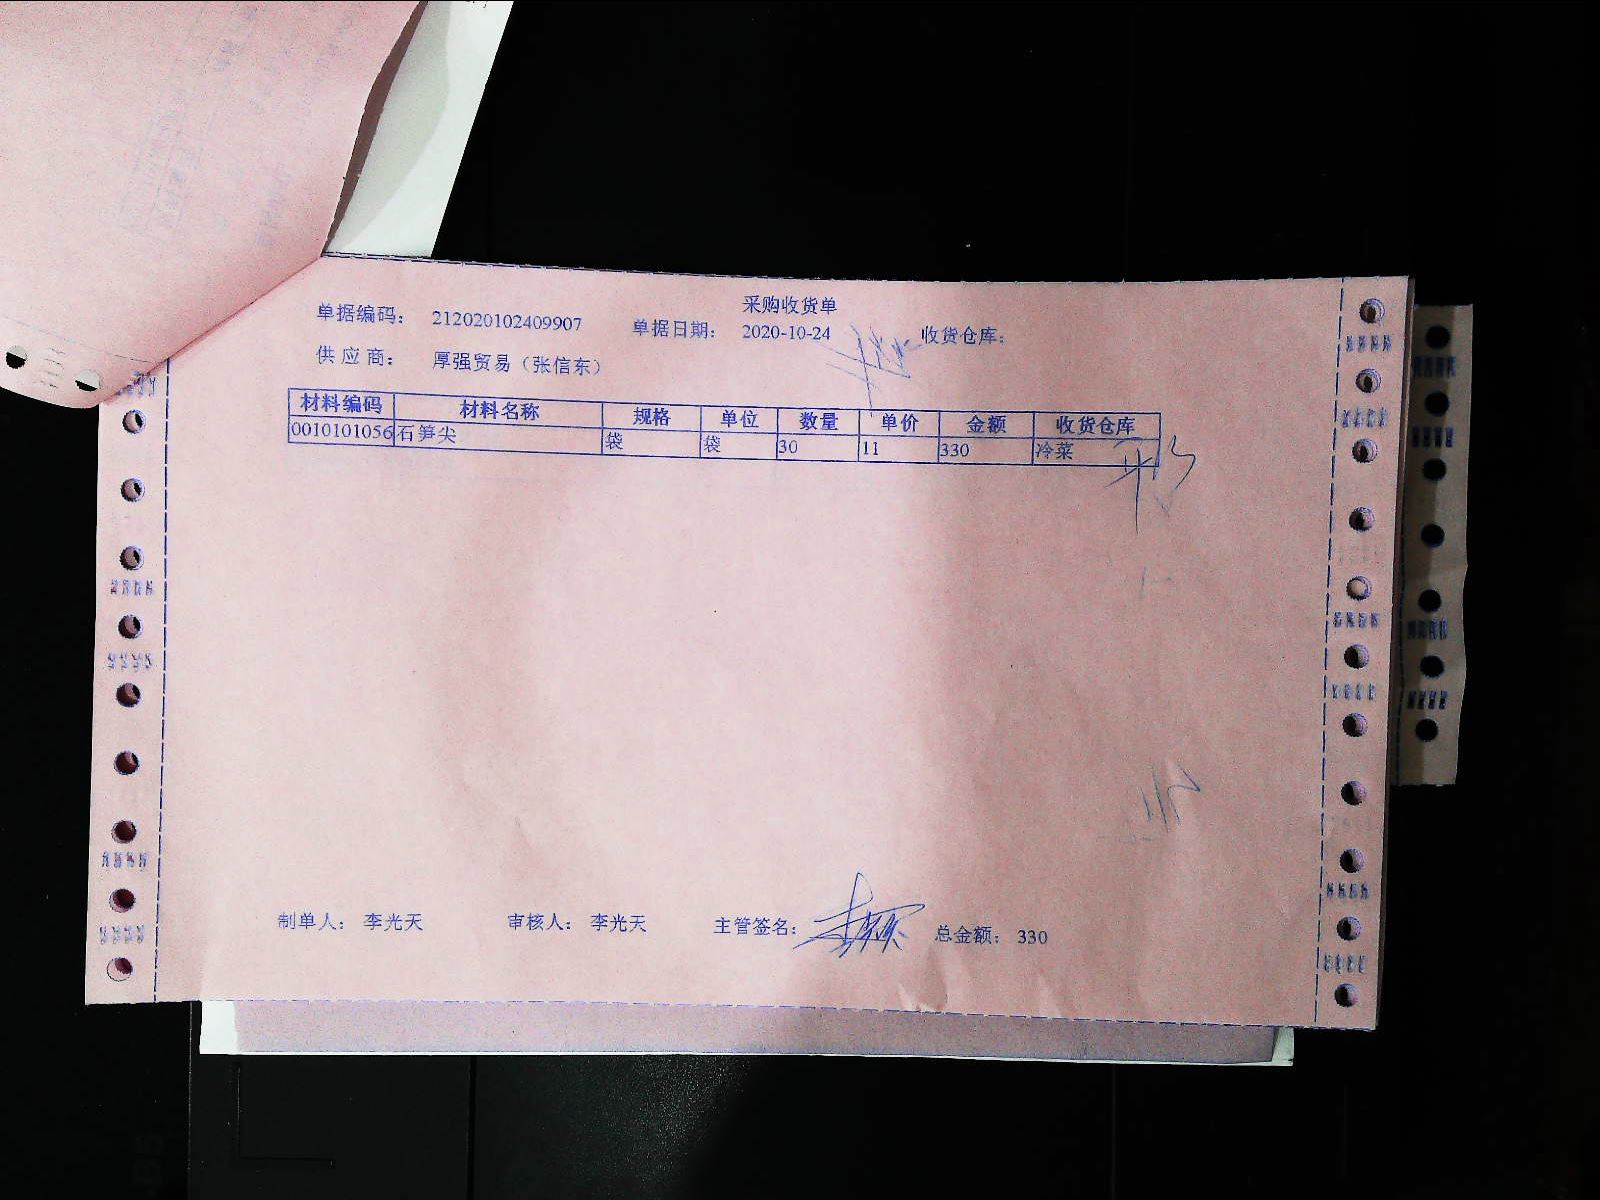 采购收货单
单据编码： 212020102409907 单据日期： 2020-10-24 收货仓库：
供应商： 厚强贸易（张信东）
材料编码 材料名称 规格 单位 数量 单价 金额 收货仓库
0010101056 石笋尖 袋 袋 30 11 330 冷菜
制单人： 李光天 审核人： 李光天 主管签名： 总金额： 330